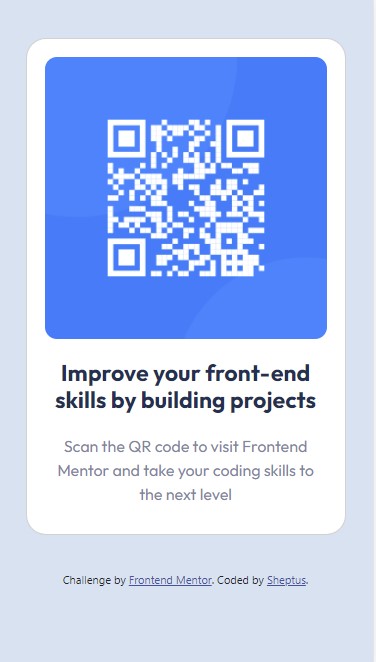 Improve your front-end
skills by building projects
Scan the QR code to visit Frontend
Mentor and take your coding skills to
the next level
Challenge by Frontend Mentor. Coded by Sheptus.